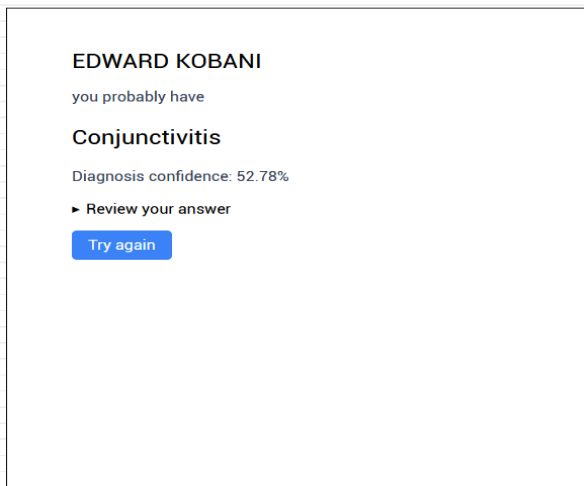 EDWARD KOBANI
you probably have
Conjunctivitis
Diagnosis confidence: 52.78%
► Review your answer
Try again